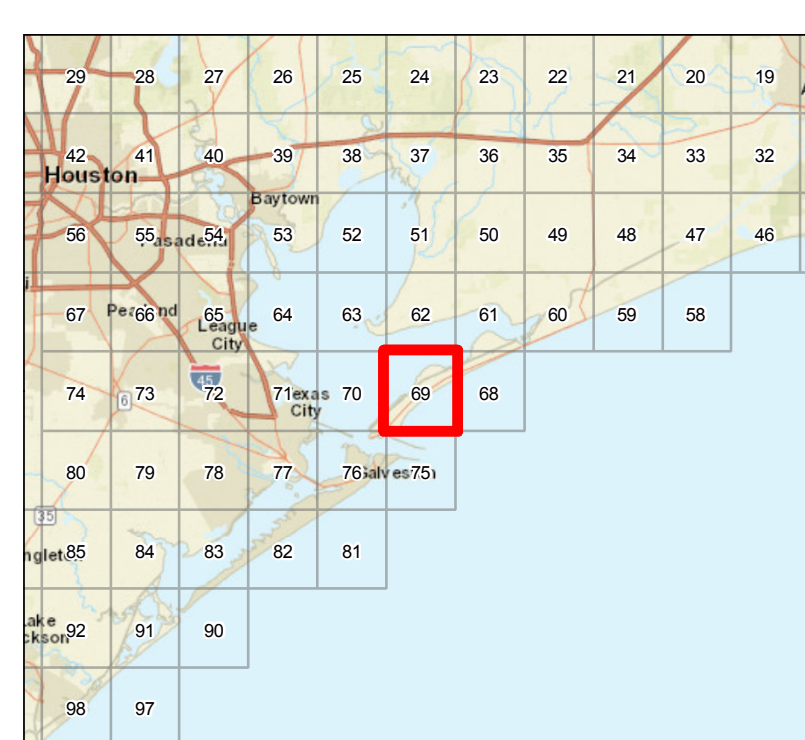 29 28 27 26 25 24 23 22 21 20 19
42 41 40 39 38 37 36 35 34 33 32
Houston
Baytown
56 55 54 53 52 51 50 49 48 47 46
67 66 65 64 63 62 61 60 59 58
League
City
45
74 6 73 72 71 exas 70 69 68
City
80 79 78 77 76 75
35
85 84 83 82 81
ake
ckson
92 91 90
98 97